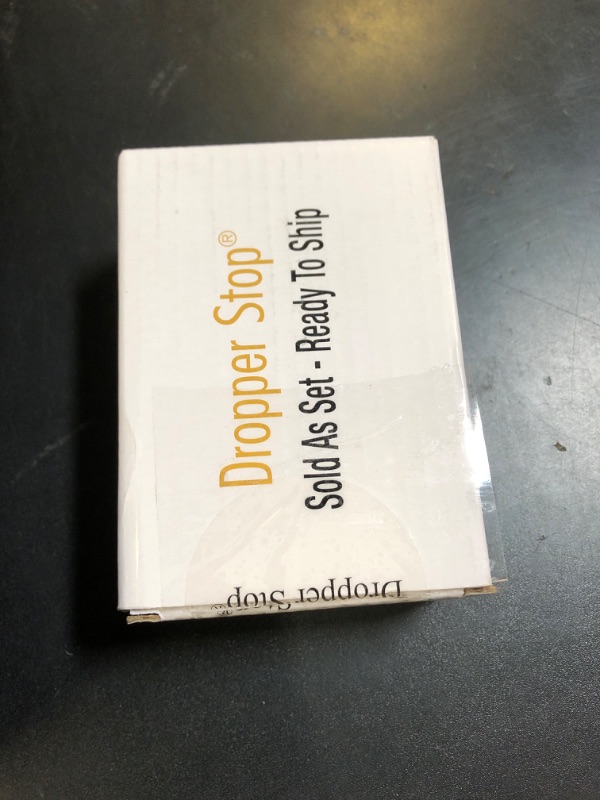 Dropper Stop®
Sold As Set - Ready To Ship
Dropper Stop